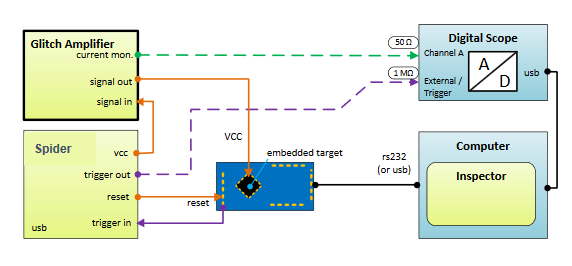 Glitch Amplifier
current mon.
signal out
signal in
50 Ω
1 MΩ
Digital Scope
Channel A
External /
Trigger
A
D
usb
Spider
vcc
trigger out
reset
trigger in
usb
VCC
embedded target
reset
rs232
(or usb)
Computer
Inspector